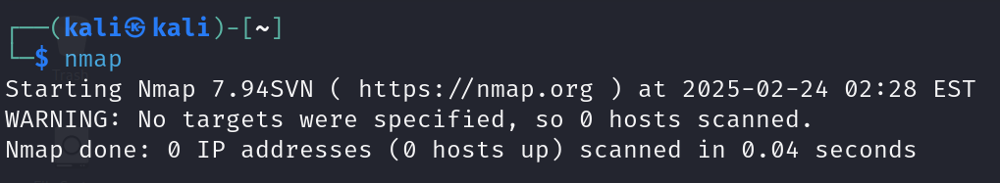 ┌──(kali㉿kali)-[~]
└─$ nmap
Starting Nmap 7.94SVN ( https://nmap.org ) at 2025-02-24 02:28 EST
WARNING: No targets were specified, so 0 hosts scanned.
Nmap done: 0 IP addresses (0 hosts up) scanned in 0.04 seconds